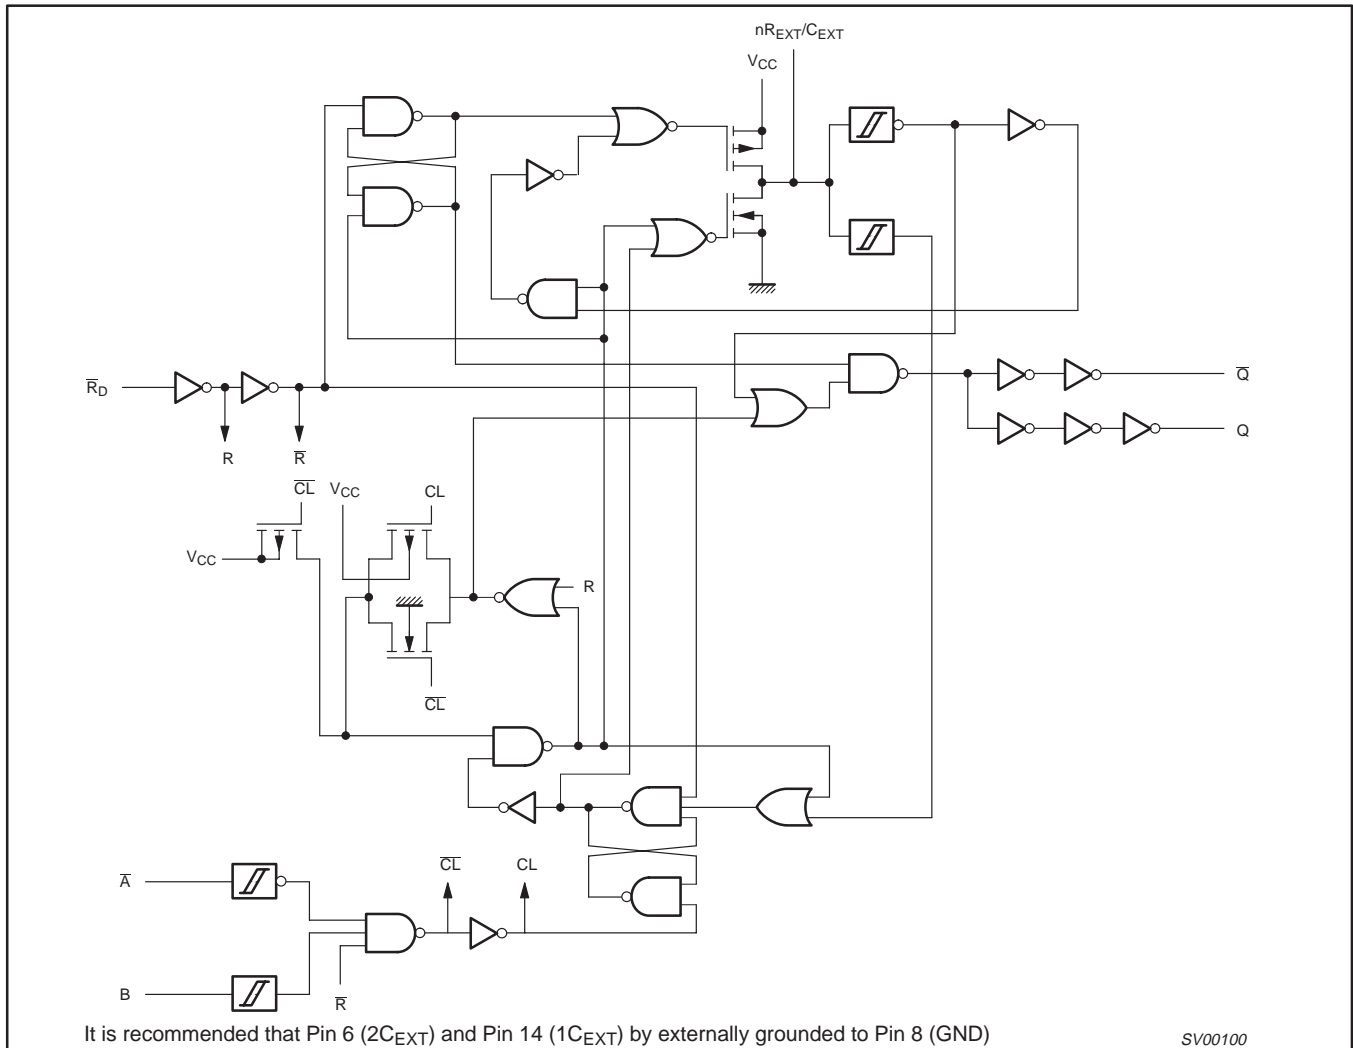 nR_EXT/C_EXT
V_CC
R̅_D
Q̅
Q
R
R̅
C̅L̅
V_CC
CL
V_CC
R
C̅L̅
A̅
C̅L̅
CL
B
R̅
It is recommended that Pin 6 (2C_EXT) and Pin 14 (1C_EXT) by externally grounded to Pin 8 (GND)
SV00100